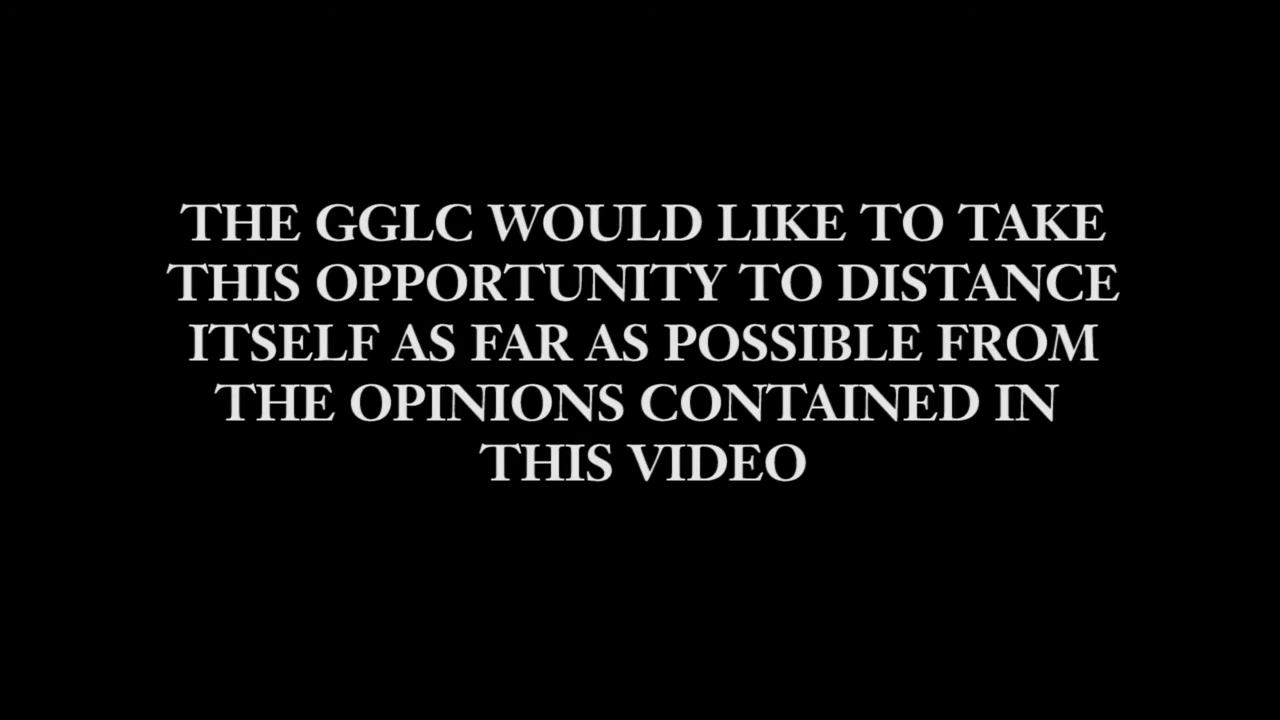 THE GGLC WOULD LIKE TO TAKE
THIS OPPORTUNITY TO DISTANCE
ITSELF AS FAR AS POSSIBLE FROM
THE OPINIONS CONTAINED IN
THIS VIDEO